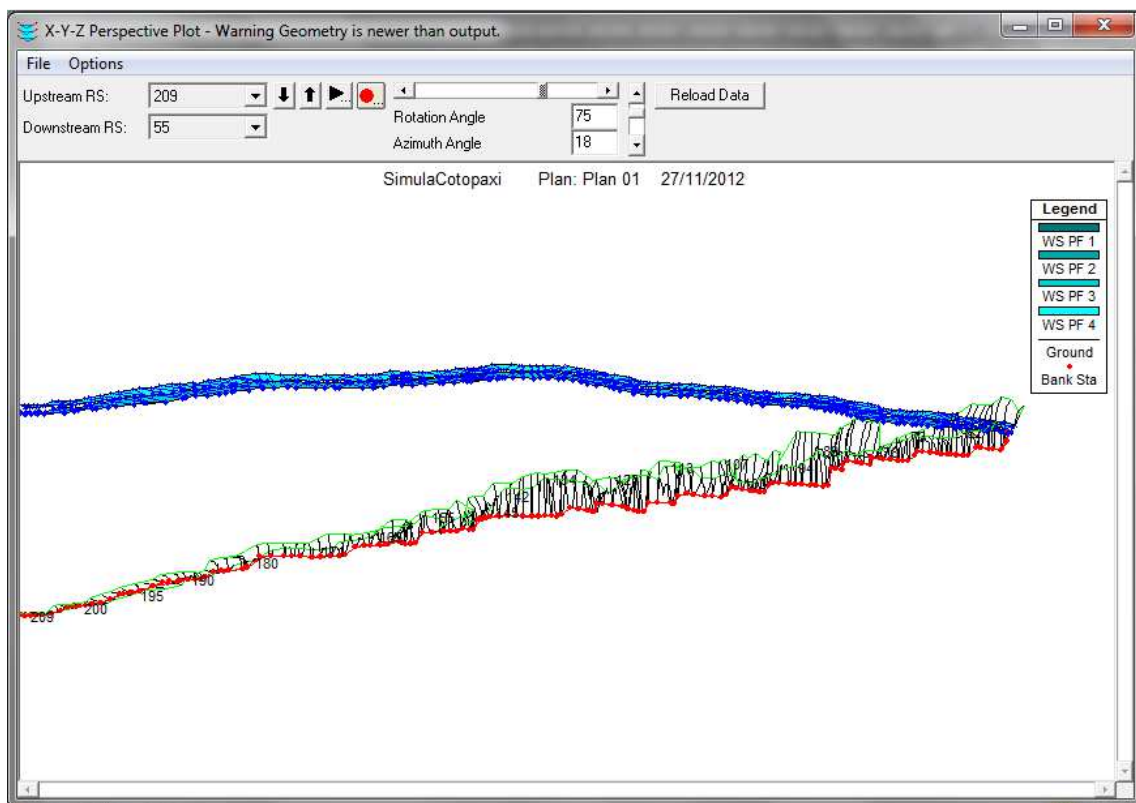 X-Y-Z Perspective Plot - Warning Geometry is newer than output.
File Options
Upstream RS: 209
Downstream RS: 55
Rotation Angle 75
Azimuth Angle 18
Reload Data
SimulaCotopaxi Plan: Plan 01 27/11/2012
Legend
WS PF 1
WS PF 2
WS PF 3
WS PF 4
Ground
Bank Sta
180
190
195
200
209